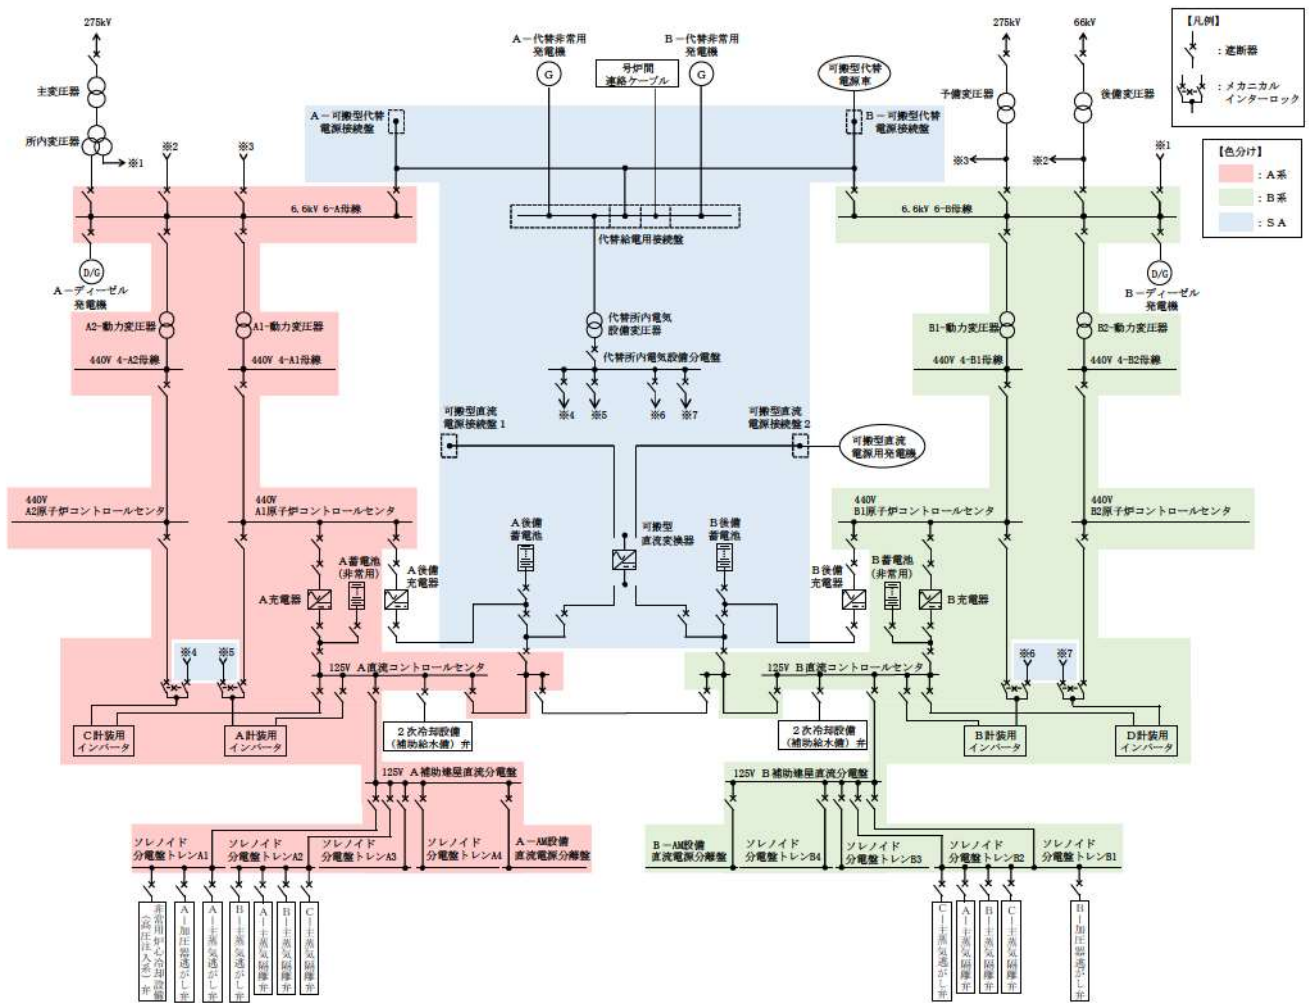 275kV
主変圧器
所内変圧器
※1
※2
※3
A－代替非常用
発電機
G
号炉間
連絡ケーブル
B－代替非常用
発電機
G
可搬型代替
電源車
275kV
66kV
予備変圧器
後備変圧器
※3
※2
※1
【凡例】
：遮断器
：メカニカル
インターロック
【色分け】
：A系
：B系
：SA
A－可搬型代替
電源接続盤
B－可搬型代替
電源接続盤
6.6kV 6-A母線
代替給電用接続盤
6.6kV 6-B母線
D/G
A－ディーゼル
発電機
D/G
B－ディーゼル
発電機
A2-動力変圧器
A1-動力変圧器
代替所内電気
設備変圧器
B1-動力変圧器
B2-動力変圧器
440V 4-A2母線
440V 4-A1母線
代替所内電気設備分電盤
440V 4-B1母線
440V 4-B2母線
※4
※5
※6
※7
可搬型直流
電源接続盤1
可搬型直流
電源接続盤2
可搬型直流
電源用発電機
440V
A2原子炉コントロールセンタ
440V
A1原子炉コントロールセンタ
440V
B1原子炉コントロールセンタ
440V
B2原子炉コントロールセンタ
A後備
蓄電池
可搬型
直流変換器
B後備
蓄電池
A充電器
A蓄電池
(非常用)
A後備
充電器
B後備
充電器
B蓄電池
(非常用)
B充電器
※4
※5
125V A直流コントロールセンタ
125V B直流コントロールセンタ
※6
※7
C計装用
インバータ
A計装用
インバータ
2次冷却設備
(補助給水備)弁
2次冷却設備
(補助給水備)弁
B計装用
インバータ
D計装用
インバータ
125V A補助建屋直流分電盤
125V B補助建屋直流分電盤
ソレノイド
分電盤トレンA1
ソレノイド
分電盤トレンA2
ソレノイド
分電盤トレンA3
ソレノイド
分電盤トレンA4
A－AM設備
直流電源分離盤
B－AM設備
直流電源分離盤
ソレノイド
分電盤トレンB4
ソレノイド
分電盤トレンB3
ソレノイド
分電盤トレンB2
ソレノイド
分電盤トレンB1
非常用炉心冷却設備
(高圧注入系)弁
A－加圧器逃がし弁
A－主蒸気逃がし弁
B－主蒸気逃がし弁
A－主蒸気隔離弁
B－主蒸気隔離弁
C－主蒸気隔離弁
C－主蒸気逃がし弁
A－主蒸気隔離弁
B－主蒸気隔離弁
C－主蒸気隔離弁
B－加圧器逃がし弁